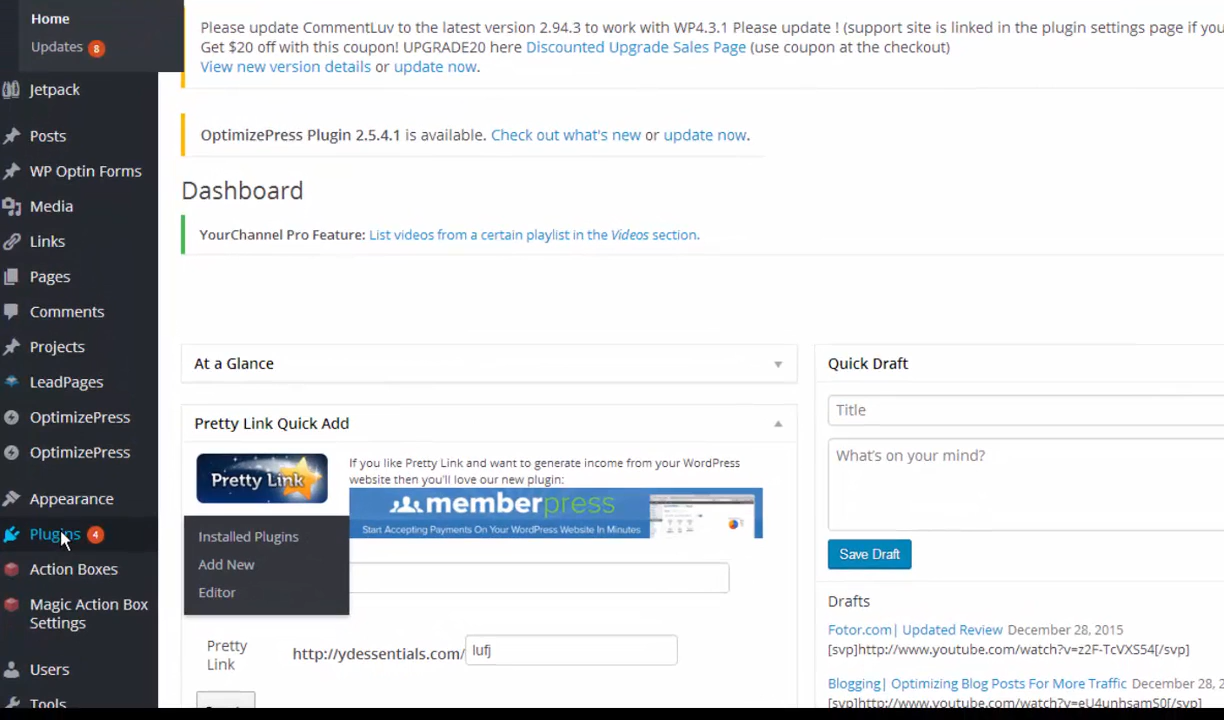 Home
Updates 8
Jetpack
Posts
WP Optin Forms
Media
Links
Pages
Comments
Projects
LeadPages
OptimizePress
OptimizePress
Appearance
Plugins 4
Action Boxes
Magic Action Box
Settings
Users
Tools
Installed Plugins
Add New
Editor
Please update CommentLuv to the latest version 2.94.3 to work with WP4.3.1 Please update ! (support site is linked in the plugin settings page if you
Get $20 off with this coupon! UPGRADE20 here Discounted Upgrade Sales Page (use coupon at the checkout)
View new version details or update now.
OptimizePress Plugin 2.5.4.1 is available. Check out what's new or update now.
Dashboard
YourChannel Pro Feature: List videos from a certain playlist in the Videos section.
At a Glance
Pretty Link Quick Add
Pretty Link
If you like Pretty Link and want to generate income from your WordPress
website then you'll love our new plugin:
memberpress
Start Accepting Payments On Your WordPress Website In Minutes
Pretty
Link
http://ydessentials.com/ lufj
Quick Draft
Title
What's on your mind?
Save Draft
Drafts
Fotor.com| Updated Review December 28, 2015
[svp]http://www.youtube.com/watch?v=z2F-TcVXS54[/svp]
Blogging| Optimizing Blog Posts For More Traffic December 28, 2
[svp]http://www.youtube.com/watch?v=eU4unhsamS0[/svp]